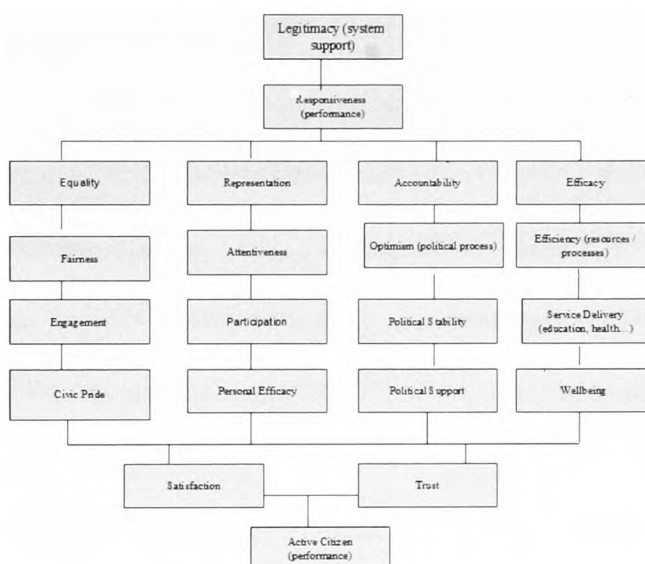 Legitimacy (system
support)
Responsiveness
(performance)
Equality
Representation
Accountability
Efficacy
Fairness
Attentiveness
Optimism (political process)
Efficiency (resources /
processes)
Engagement
Participation
Political Stability
Service Delivery
(education, health...)
Civic Pride
Personal Efficacy
Political Support
Wellbeing
Satisfaction
Trust
Active Citizen
(performance)